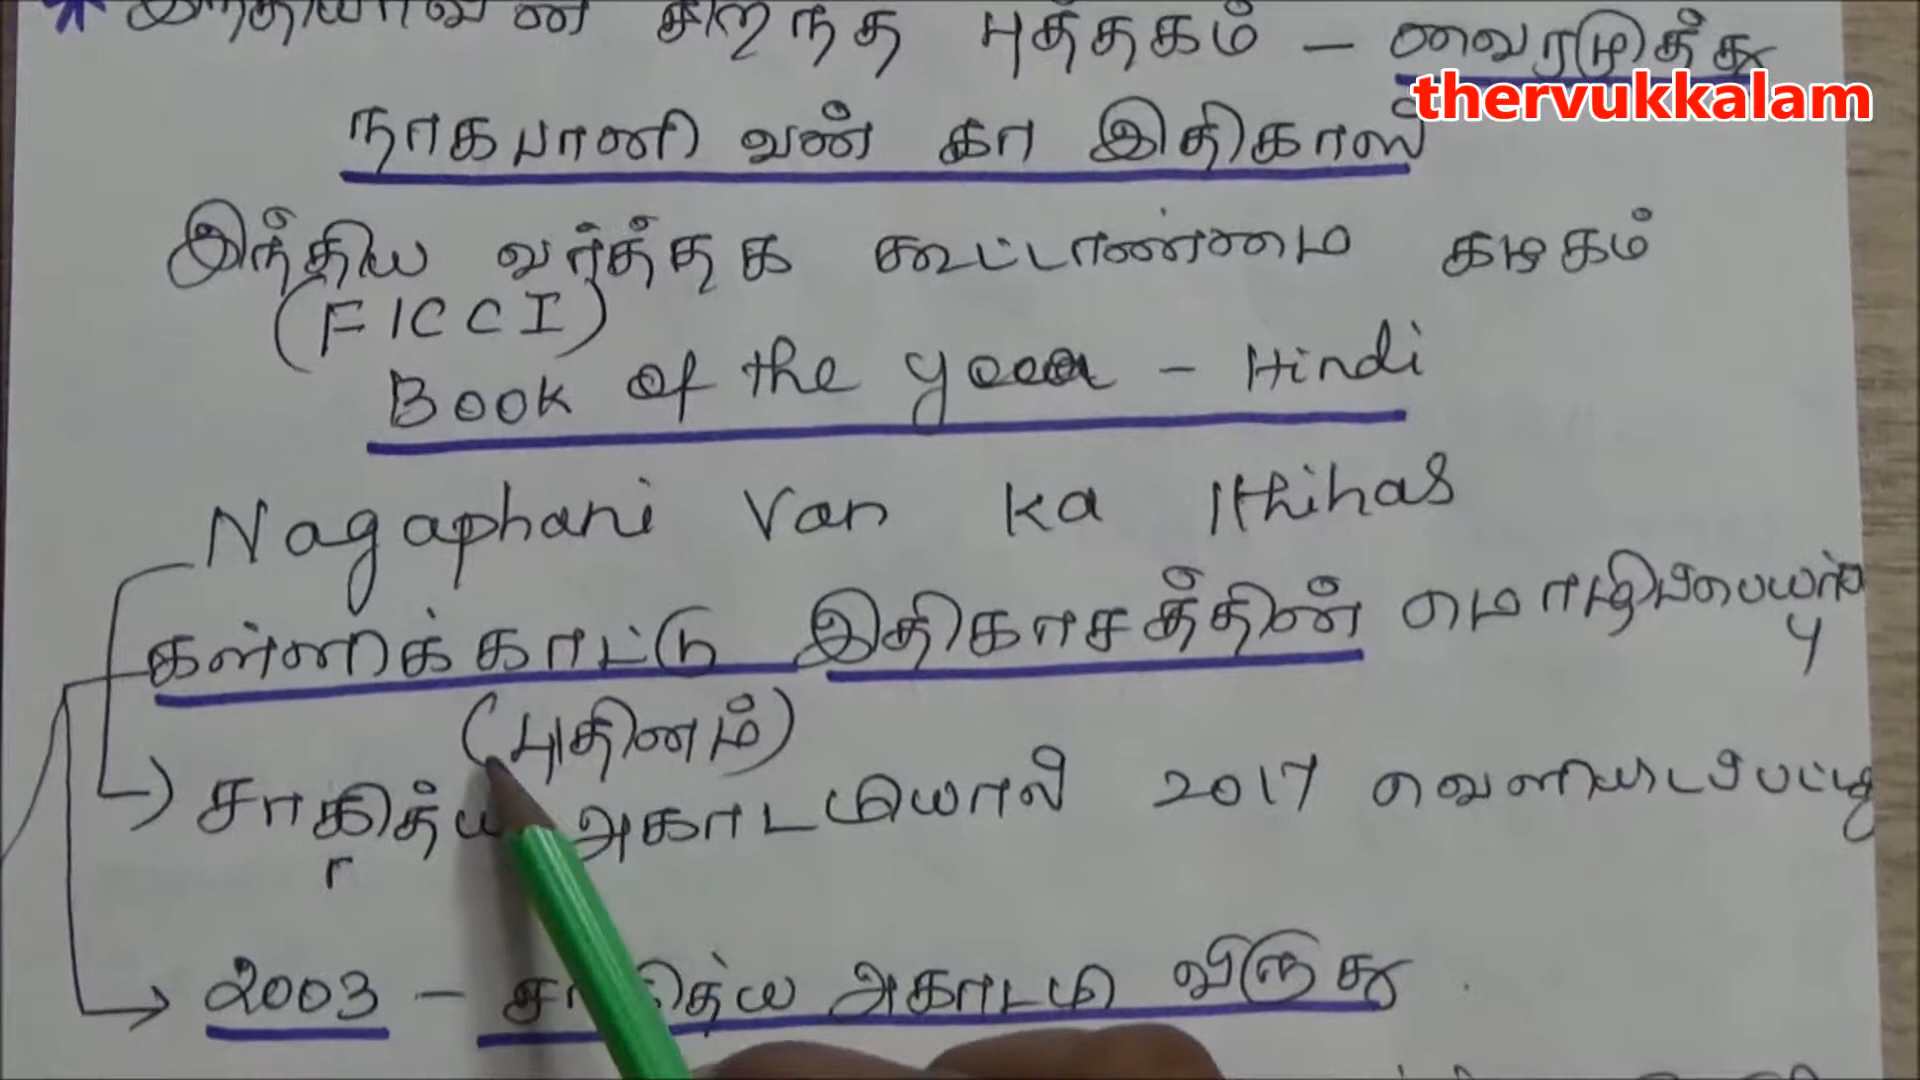 * இந்தியாவின் சிறந்த புத்தகம் – வைரமுத்து
thervukkalam
நாகபானி வன் கா இதிகாஸ்
இந்திய வர்த்தக கூட்டாண்மை கழகம்
(FICCI)
Book of the year – Hindi
Nagaphani Van ka Ithihas
கள்ளிக்காட்டு இதிகாசத்தின் மொழிபெயர்ப்பு
(புதினம்)
சாகித்ய அகாடமியால் 2017 வெளியிடப்பட்டது
2003 – சாகித்ய அகாடமி விருது